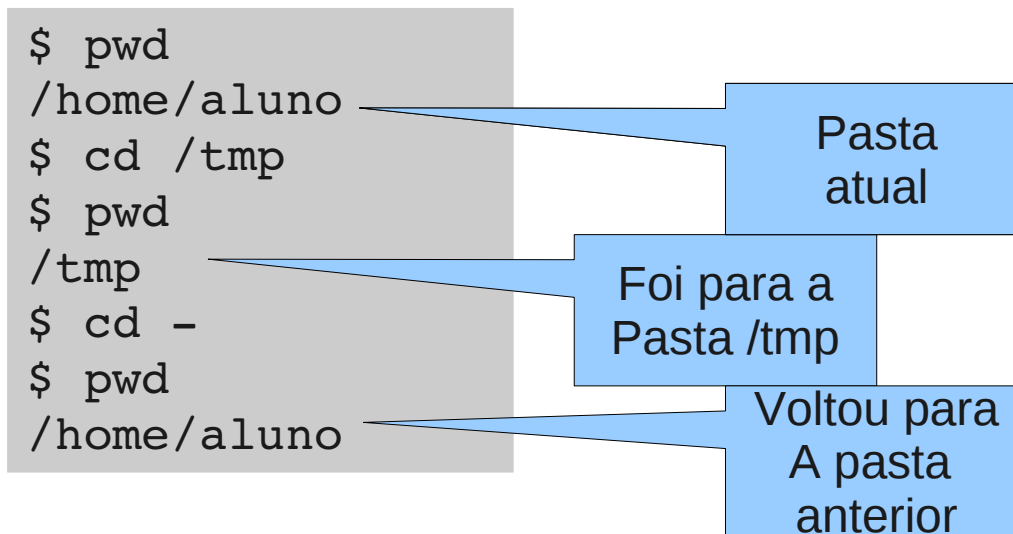 $ pwd
/home/aluno
$ cd /tmp
$ pwd
/tmp
$ cd -
$ pwd
/home/aluno
Pasta
atual
Foi para a
Pasta /tmp
Voltou para
A pasta
anterior